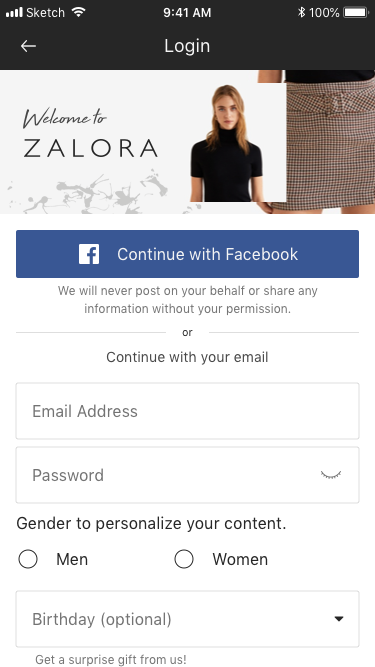 Sketch 9:41 AM 100%
Login
Welcome to
ZALORA
Continue with Facebook
We will never post on your behalf or share any
information without your permission.
or
Continue with your email
Email Address
Password
Gender to personalize your content.
Men Women
Birthday (optional)
Get a surprise gift from us!